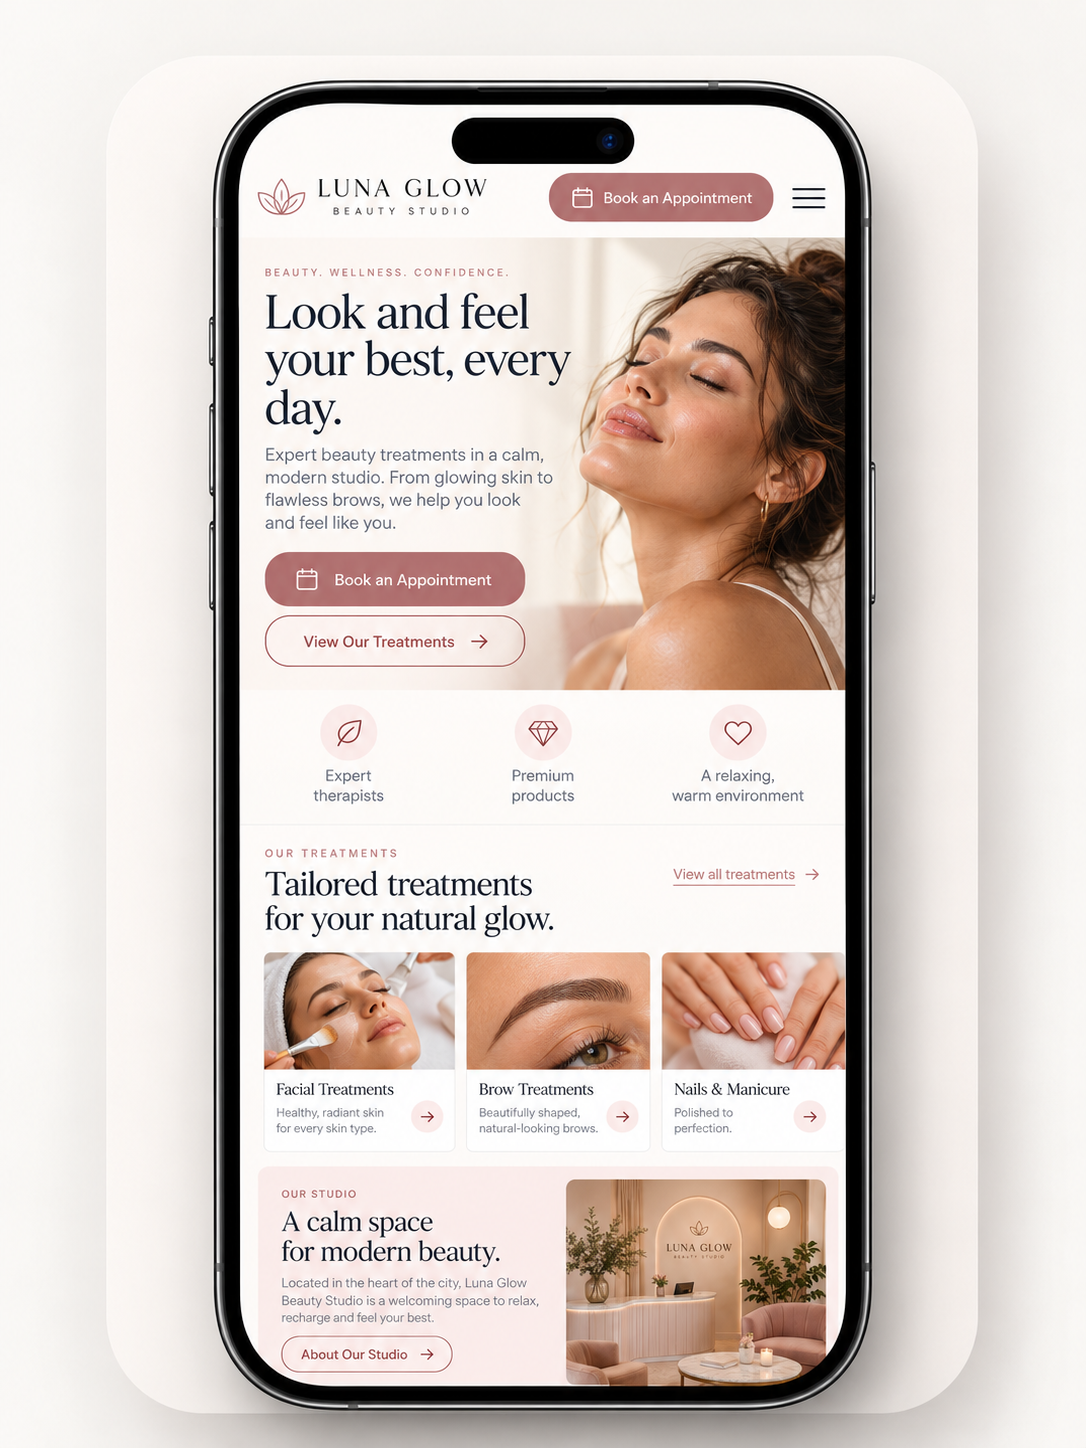 LUNA GLOW
BEAUTY STUDIO
Book an Appointment
BEAUTY. WELLNESS. CONFIDENCE.
Look and feel
your best, every
day.
Expert beauty treatments in a calm,
modern studio. From glowing skin to
flawless brows, we help you look
and feel like you.
Book an Appointment
View Our Treatments
Expert
therapists
Premium
products
A relaxing,
warm environment
OUR TREATMENTS
Tailored treatments
for your natural glow.
View all treatments
Facial Treatments
Healthy, radiant skin
for every skin type.
Brow Treatments
Beautifully shaped,
natural-looking brows.
Nails & Manicure
Polished to
perfection.
OUR STUDIO
A calm space
for modern beauty.
Located in the heart of the city, Luna Glow
Beauty Studio is a welcoming space to relax,
recharge and feel your best.
About Our Studio
LUNA GLOW
BEAUTY STUDIO